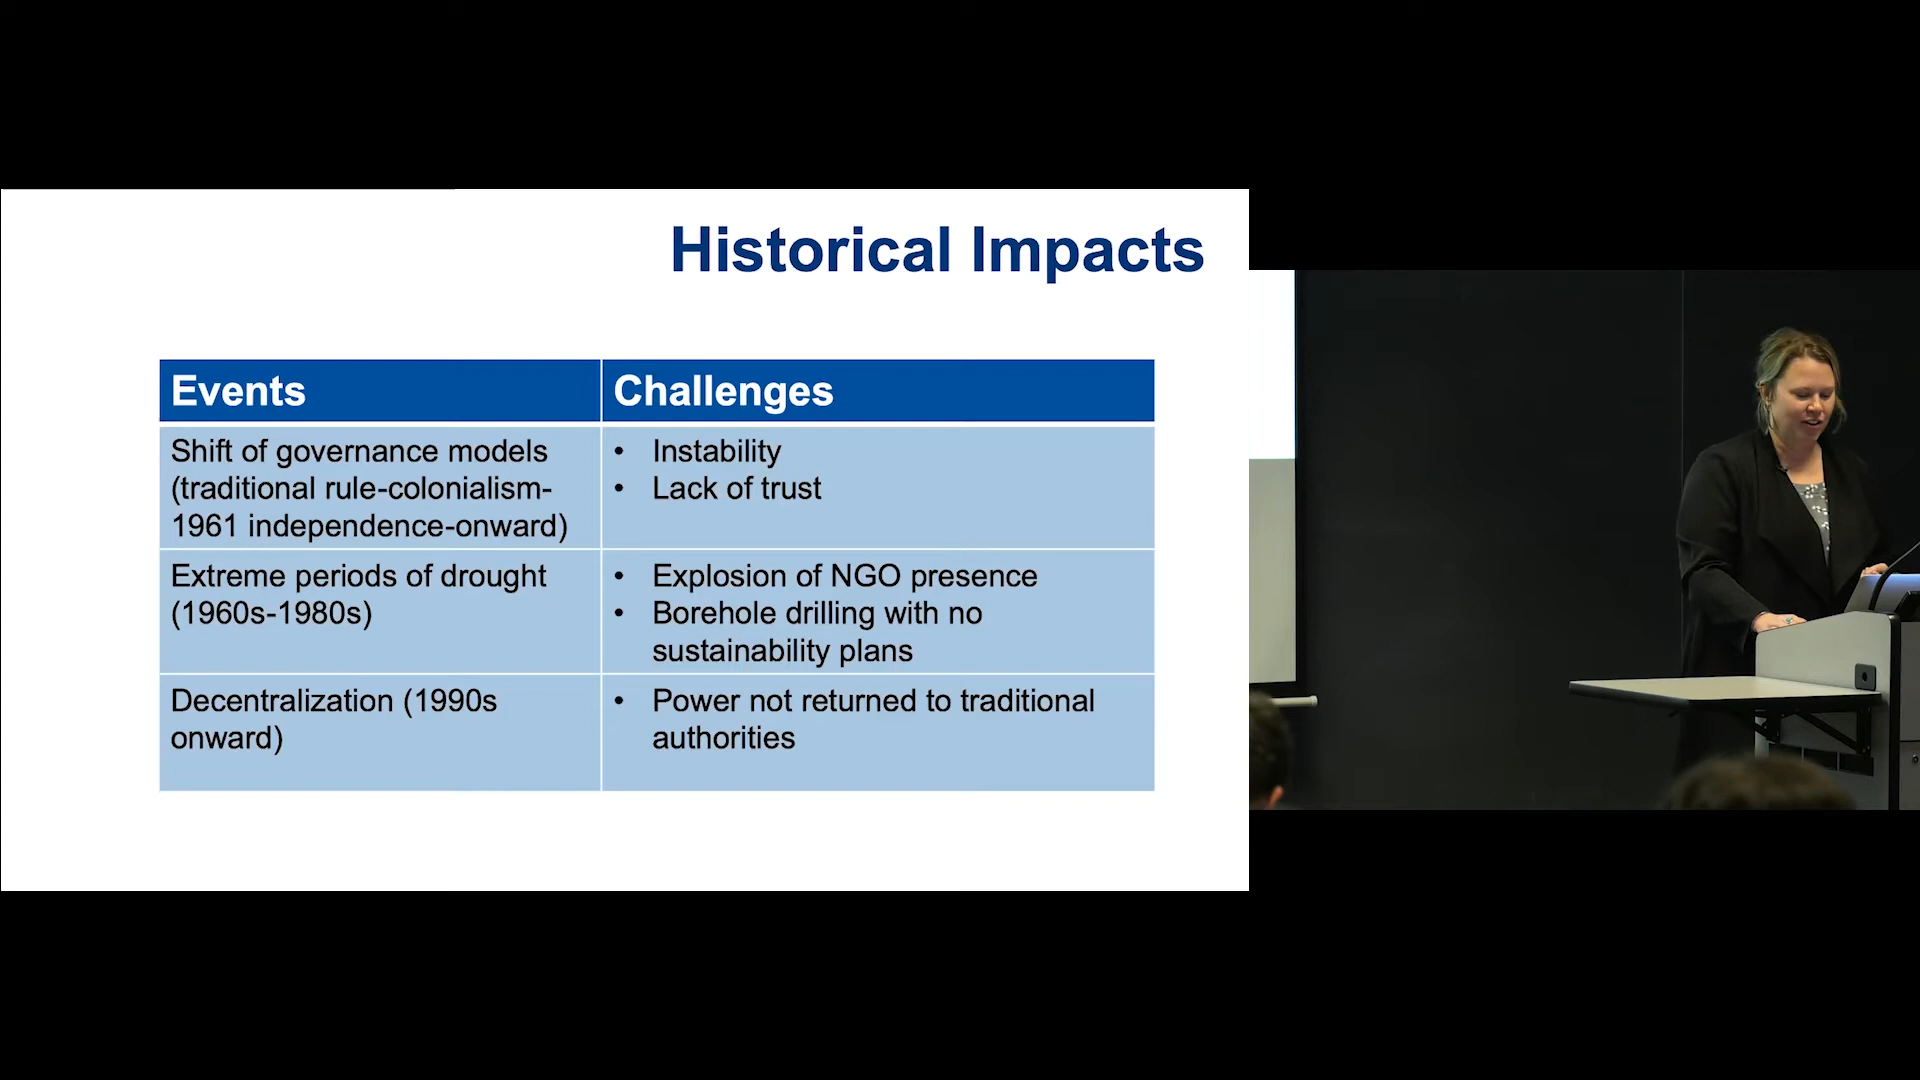 Historical Impacts
Events
Challenges
Shift of governance models
(traditional rule-colonialism-
1961 independence-onward)
• Instability
• Lack of trust
Extreme periods of drought
(1960s-1980s)
• Explosion of NGO presence
• Borehole drilling with no
sustainability plans
Decentralization (1990s
onward)
• Power not returned to traditional
authorities